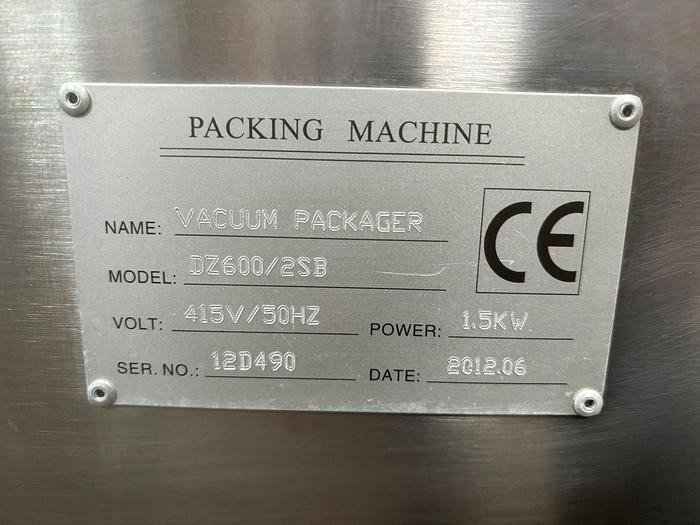 PACKING MACHINE
NAME: VACUUM PACKAGER
MODEL: DZ600/2SB
CE
VOLT: 415V/50HZ POWER: 1.5KW
SER. NO.: 12D490 DATE: 2012.06